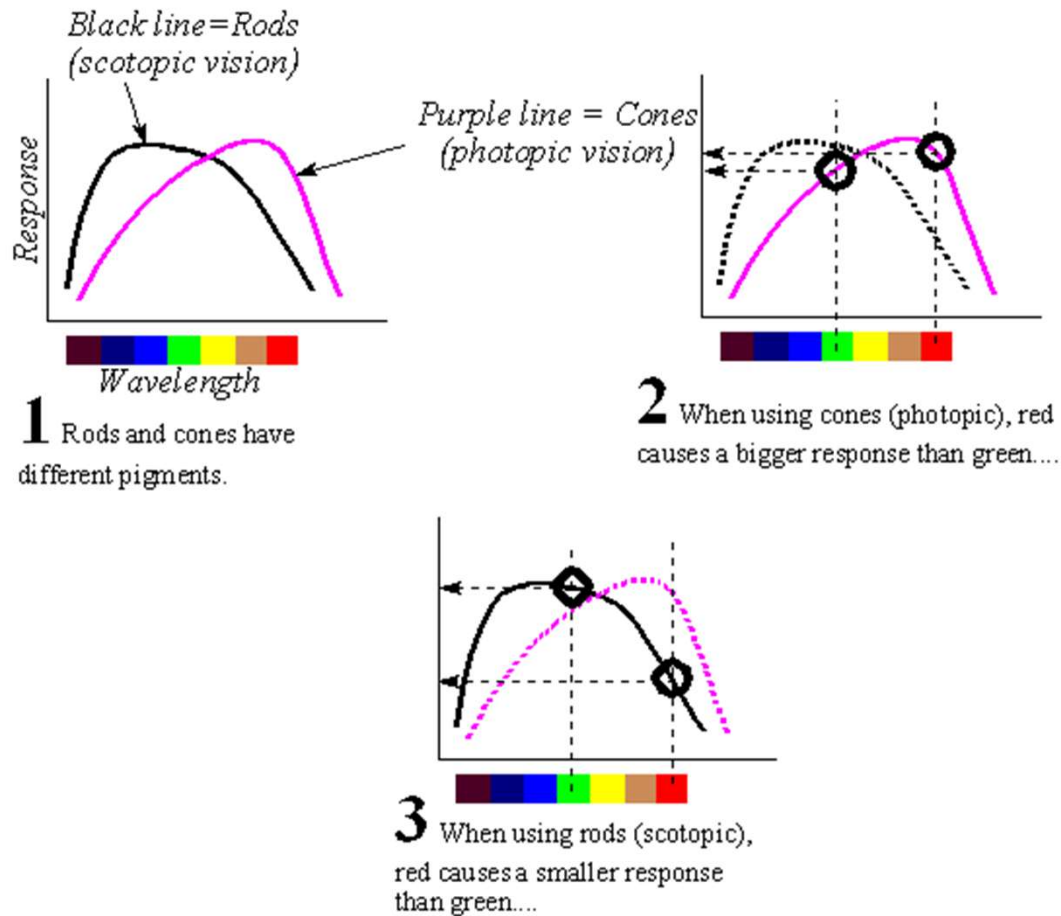 Black line=Rods
(scotopic vision)
Purple line = Cones
(photopic vision)
Response
Wavelength
1 Rods and cones have
different pigments.
2 When using cones (photopic), red
causes a bigger response than green....
3 When using rods (scotopic),
red causes a smaller response
than green....